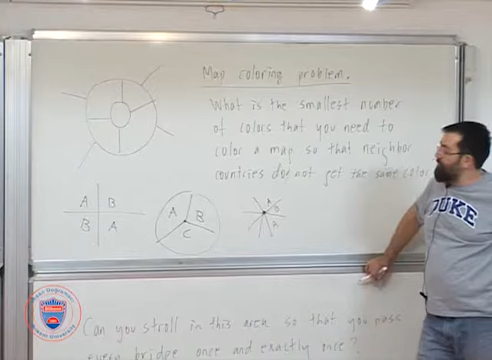 Map coloring problem.
What is the smallest number
of colors that you need to
color a map so that neighbor
countries do not get the same color
A B
B A
A B
C
A
B
A
DUKE
Can you stroll in this area so that you pass
every bridge once and exactly once?
Bilkent